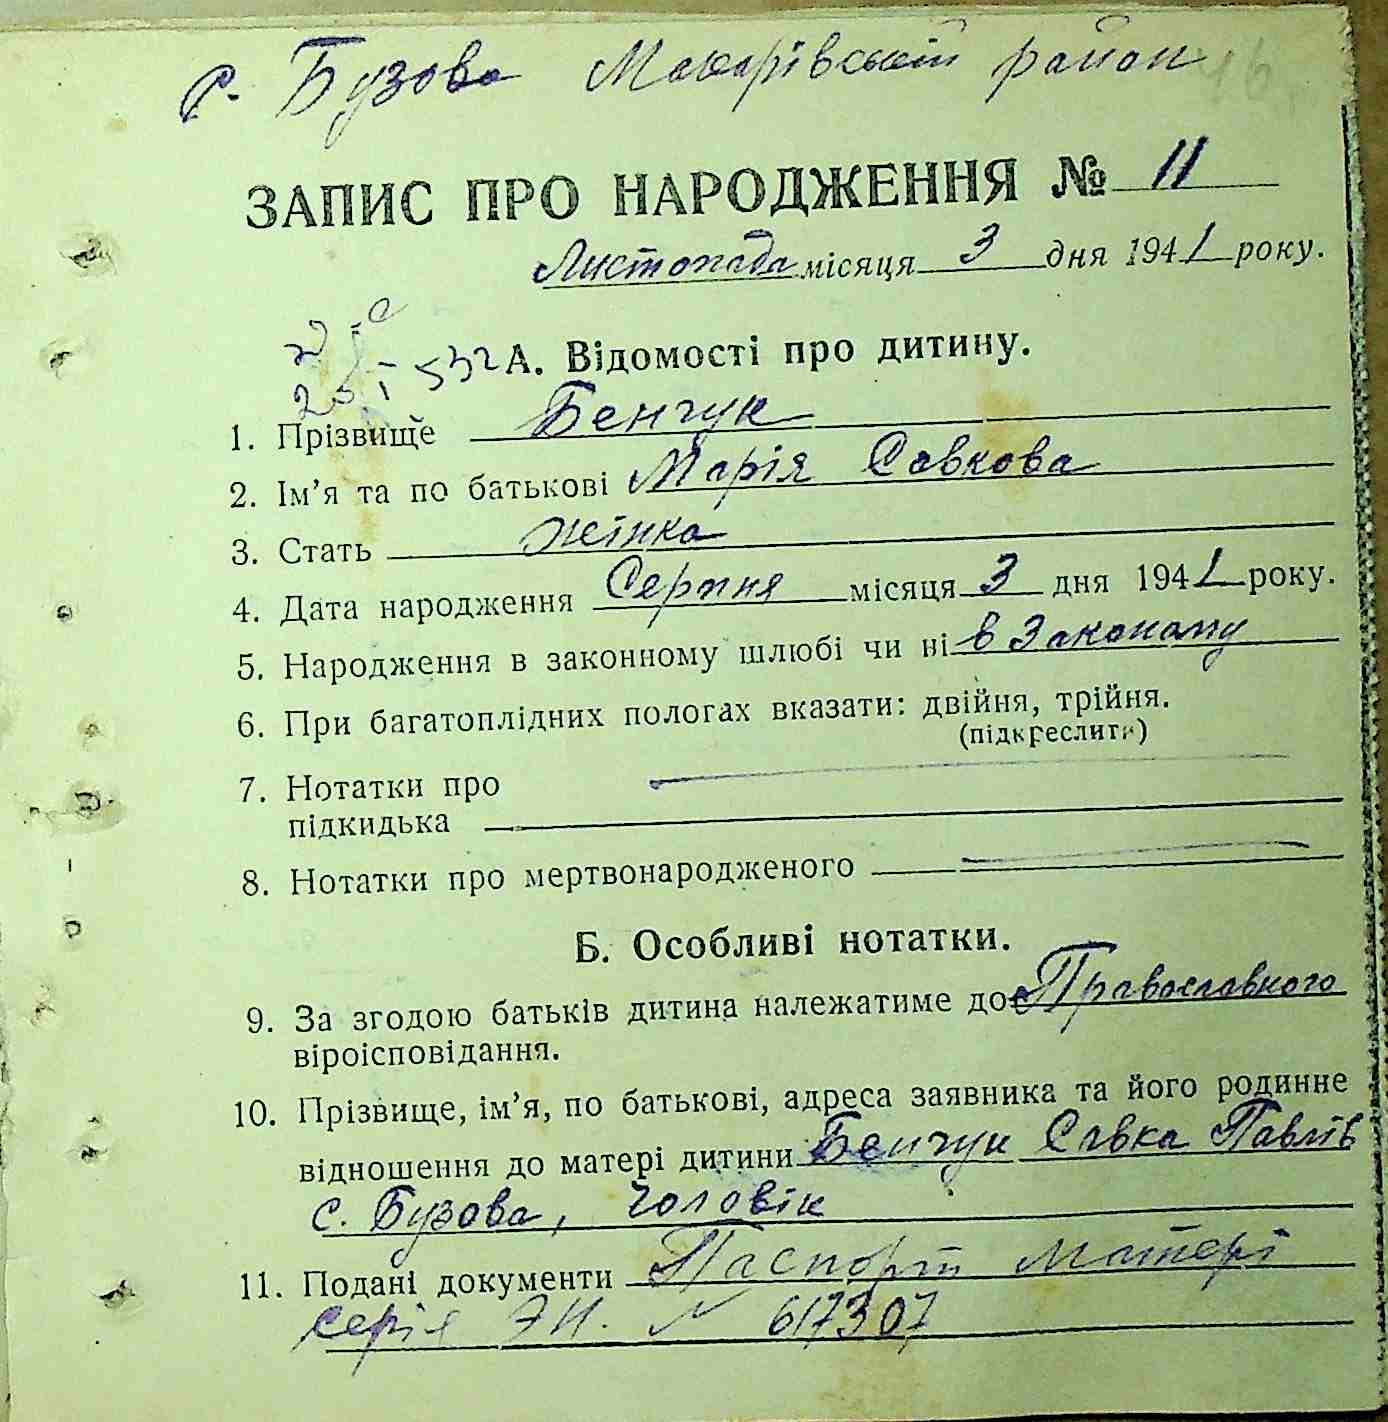 с. Бузова Макарівський район
ЗАПИС ПРО НАРОДЖЕННЯ № 11
Листопада місяця 3 дня 1941 року.
А. Відомості про дитину.
1. Прізвище Бенчук
2. Ім’я та по батькові Марія Савкова
3. Стать жінка
4. Дата народження Серпня місяця 3 дня 1941 року.
5. Народження в законному шлюбі чи ні в Законому
6. При багатоплідних пологах вказати: двійня, трійня.
(підкреслити)
7. Нотатки про
підкидька
8. Нотатки про мертвонародженого
Б. Особливі нотатки.
9. За згодою батьків дитина належатиме до Православного
віроісповідання.
10. Прізвище, ім’я, по батькові, адреса заявника та його родинне
відношення до матері дитини Бенчук Савка Павлів
с. Бузова, чоловік
11. Подані документи Паспорт матері
серія ЭН. № 617307